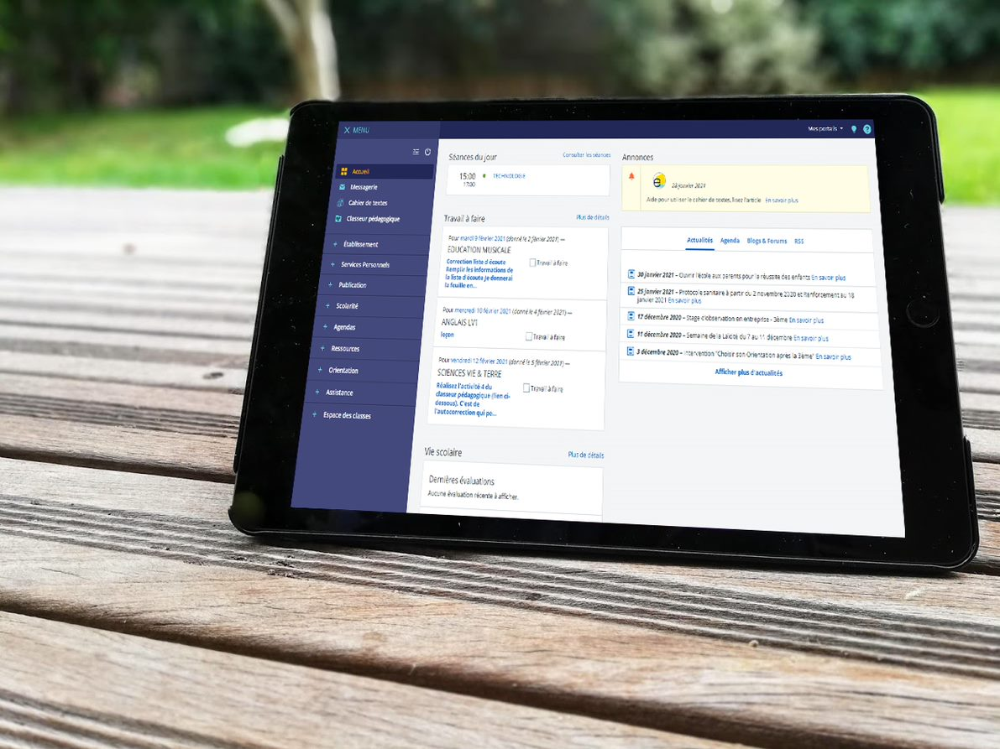 MENU
Mes portails
Accueil
Messagerie
Cahier de textes
Classeur pédagogique
Établissement
Services Personnels
Publication
Scolarité
Agendas
Ressources
Orientation
Assistance
Espace des classes
Séances du jour
Consulter les séances
15:00
17:00
TECHNOLOGIE
Travail à faire
Plus de détails
Pour mardi 9 février 2021 (donné le 2 février 2021) —
EDUCATION MUSICALE
Correction liste d'écoute
Remplir les informations de
la liste d'écoute je donnerai
la feuille en...
Travail à faire
Pour mercredi 10 février 2021 (donné le 4 février 2021) —
ANGLAIS LV1
leçon
Travail à faire
Pour vendredi 12 février 2021 (donné le 5 février 2021) —
SCIENCES VIE & TERRE
Réalisez l'activité 4 du
classeur pédagogique (lien ci-
dessous). C'est de
l'autocorrection qui pe...
Travail à faire
Vie scolaire
Plus de détails
Dernières évaluations
Aucune évaluation récente à afficher.
Annonces
e
28 janvier 2021
Aide pour utiliser le cahier de textes, lisez l'article En savoir plus
Actualités Agenda Blogs & Forums RSS
30 janvier 2021 – Ouvrir l'école aux parents pour la réussite des enfants En savoir plus
25 janvier 2021 – Protocole sanitaire à partir du 2 novembre 2020 et Renforcement au 18
janvier 2021 En savoir plus
17 décembre 2020 – Stage d'observation en entreprise - 3ème En savoir plus
11 décembre 2020 – Semaine de la Laïcité du 7 au 11 décembre En savoir plus
3 décembre 2020 – Intervention "Choisir son Orientation après la 3ème" En savoir plus
Afficher plus d'actualités